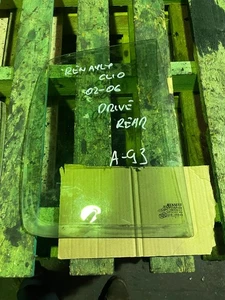 RENAULT
CLIO
02-06
DRIVE
REAR
A-93